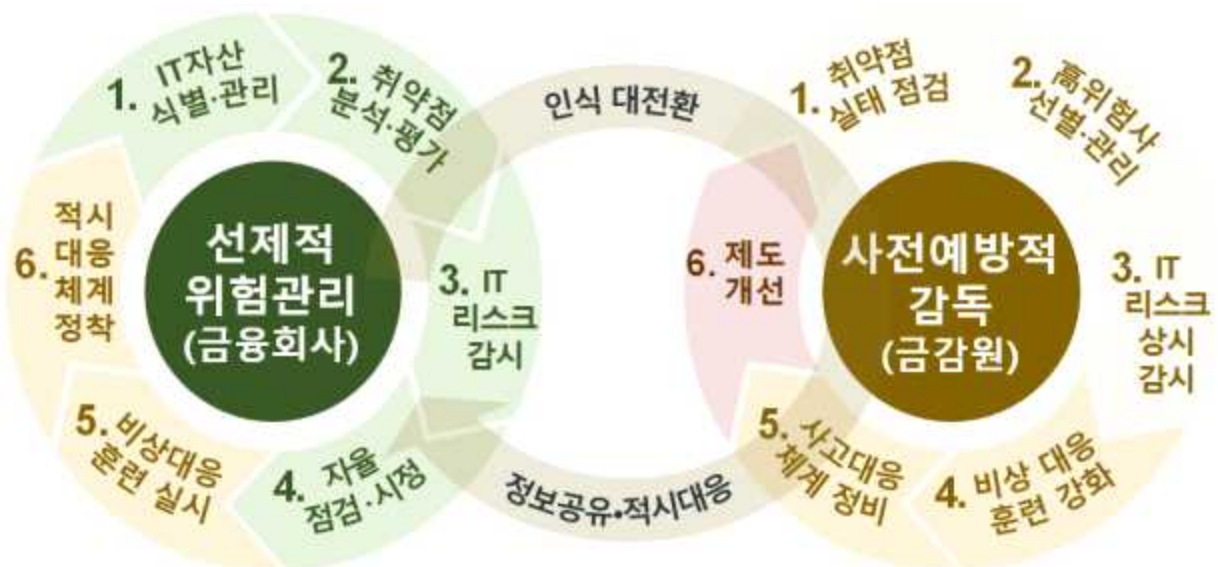 1. IT자산
식별·관리
2. 취약점
분석·평가
3. IT
리스크
감시
4. 자율
점검·시정
5. 비상대응
훈련 실시
6. 적시
대응
체계
정착
선제적
위험관리
(금융회사)
인식 대전환
정보공유•적시대응
1. 취약점
실태 점검
2. 高위험사
선별·관리
3. IT
리스크
상시
감시
4. 비상 대응
훈련 강화
5. 사고대응
체계 정비
6. 제도
개선
사전예방적
감독
(금감원)